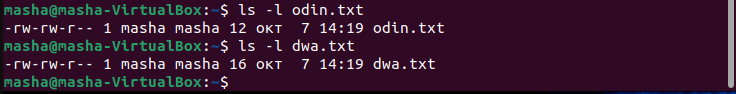 masha@masha-VirtualBox:~$ ls -l odin.txt
-rw-rw-r-- 1 masha masha 12 окт  7 14:19 odin.txt
masha@masha-VirtualBox:~$ ls -l dwa.txt
-rw-rw-r-- 1 masha masha 16 окт  7 14:19 dwa.txt
masha@masha-VirtualBox:~$